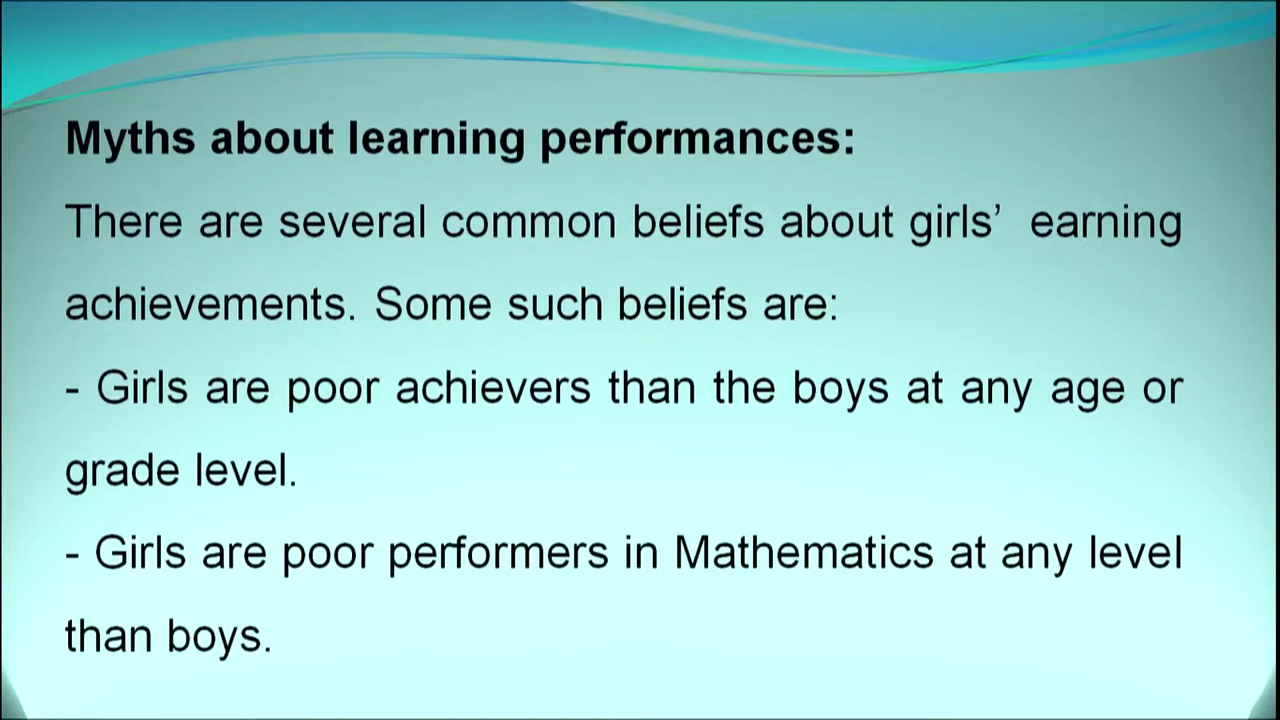 Myths about learning performances:
There are several common beliefs about girls’ earning
achievements. Some such beliefs are:
- Girls are poor achievers than the boys at any age or
grade level.
- Girls are poor performers in Mathematics at any level
than boys.